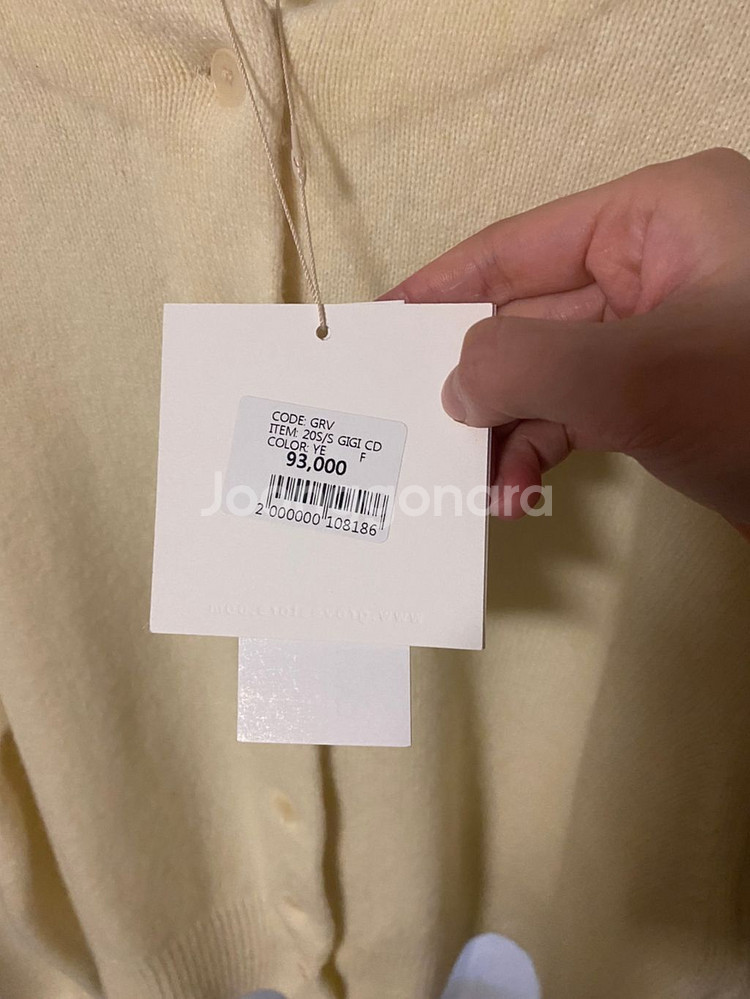 CODE: GRV
ITEM: 20S/S GIGI CD
COLOR: YE F
93,000
2 000000 108186